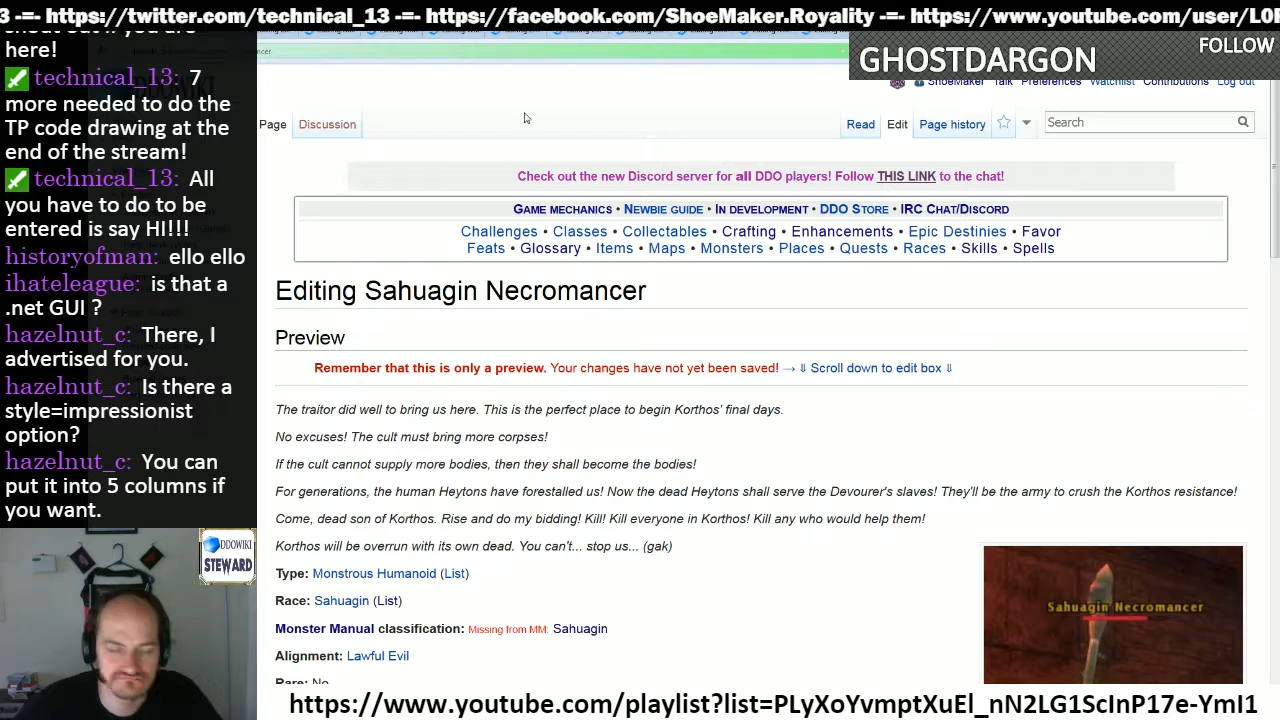 3 -=- https://twitter.com/technical_13 -=- https://facebook.com/ShoeMaker.Royality -=- https://www.youtube.com/user/L0
GHOSTDARGON
FOLLOW
shout out if you are
here!
technical_13: 7
more needed to do the
TP code drawing at the
end of the stream!
technical_13: All
you have to do to be
entered is say HI!!!
historyofman: ello ello
ihateleague: is that a
.net GUI ?
hazelnut_c: There, I
advertised for you.
hazelnut_c: Is there a
style=impressionist
option?
hazelnut_c: You can
put it into 5 columns if
you want.
DDOWIKI
STEWARD
ShoeMaker Talk Preferences Watchlist Contributions Log out
Page Discussion Read Edit Page history Search
Check out the new Discord server for all DDO players! Follow THIS LINK to the chat!
GAME MECHANICS • NEWBIE GUIDE • IN DEVELOPMENT • DDO STORE • IRC CHAT/DISCORD
Challenges • Classes • Collectables • Crafting • Enhancements • Epic Destinies • Favor
Feats • Glossary • Items • Maps • Monsters • Places • Quests • Races • Skills • Spells
Editing Sahuagin Necromancer
Preview
Remember that this is only a preview. Your changes have not yet been saved! → ⇓ Scroll down to edit box ⇓
The traitor did well to bring us here. This is the perfect place to begin Korthos' final days.
No excuses! The cult must bring more corpses!
If the cult cannot supply more bodies, then they shall become the bodies!
For generations, the human Heytons have forestalled us! Now the dead Heytons shall serve the Devourer's slaves! They'll be the army to crush the Korthos resistance!
Come, dead son of Korthos. Rise and do my bidding! Kill! Kill everyone in Korthos! Kill any who would help them!
Korthos will be overrun with its own dead. You can't... stop us... (gak)
Type: Monstrous Humanoid (List)
Race: Sahuagin (List)
Monster Manual classification: Missing from MM: Sahuagin
Alignment: Lawful Evil
Rare: No
Sahuagin Necromancer
https://www.youtube.com/playlist?list=PLyXoYvmptXuEl_nN2LG1ScInP17e-YmI1